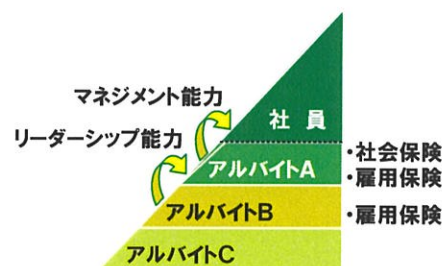 マネジメント能力
リーダーシップ能力
社員
・社会保険
アルバイトA
・雇用保険
アルバイトB
・雇用保険
アルバイトC